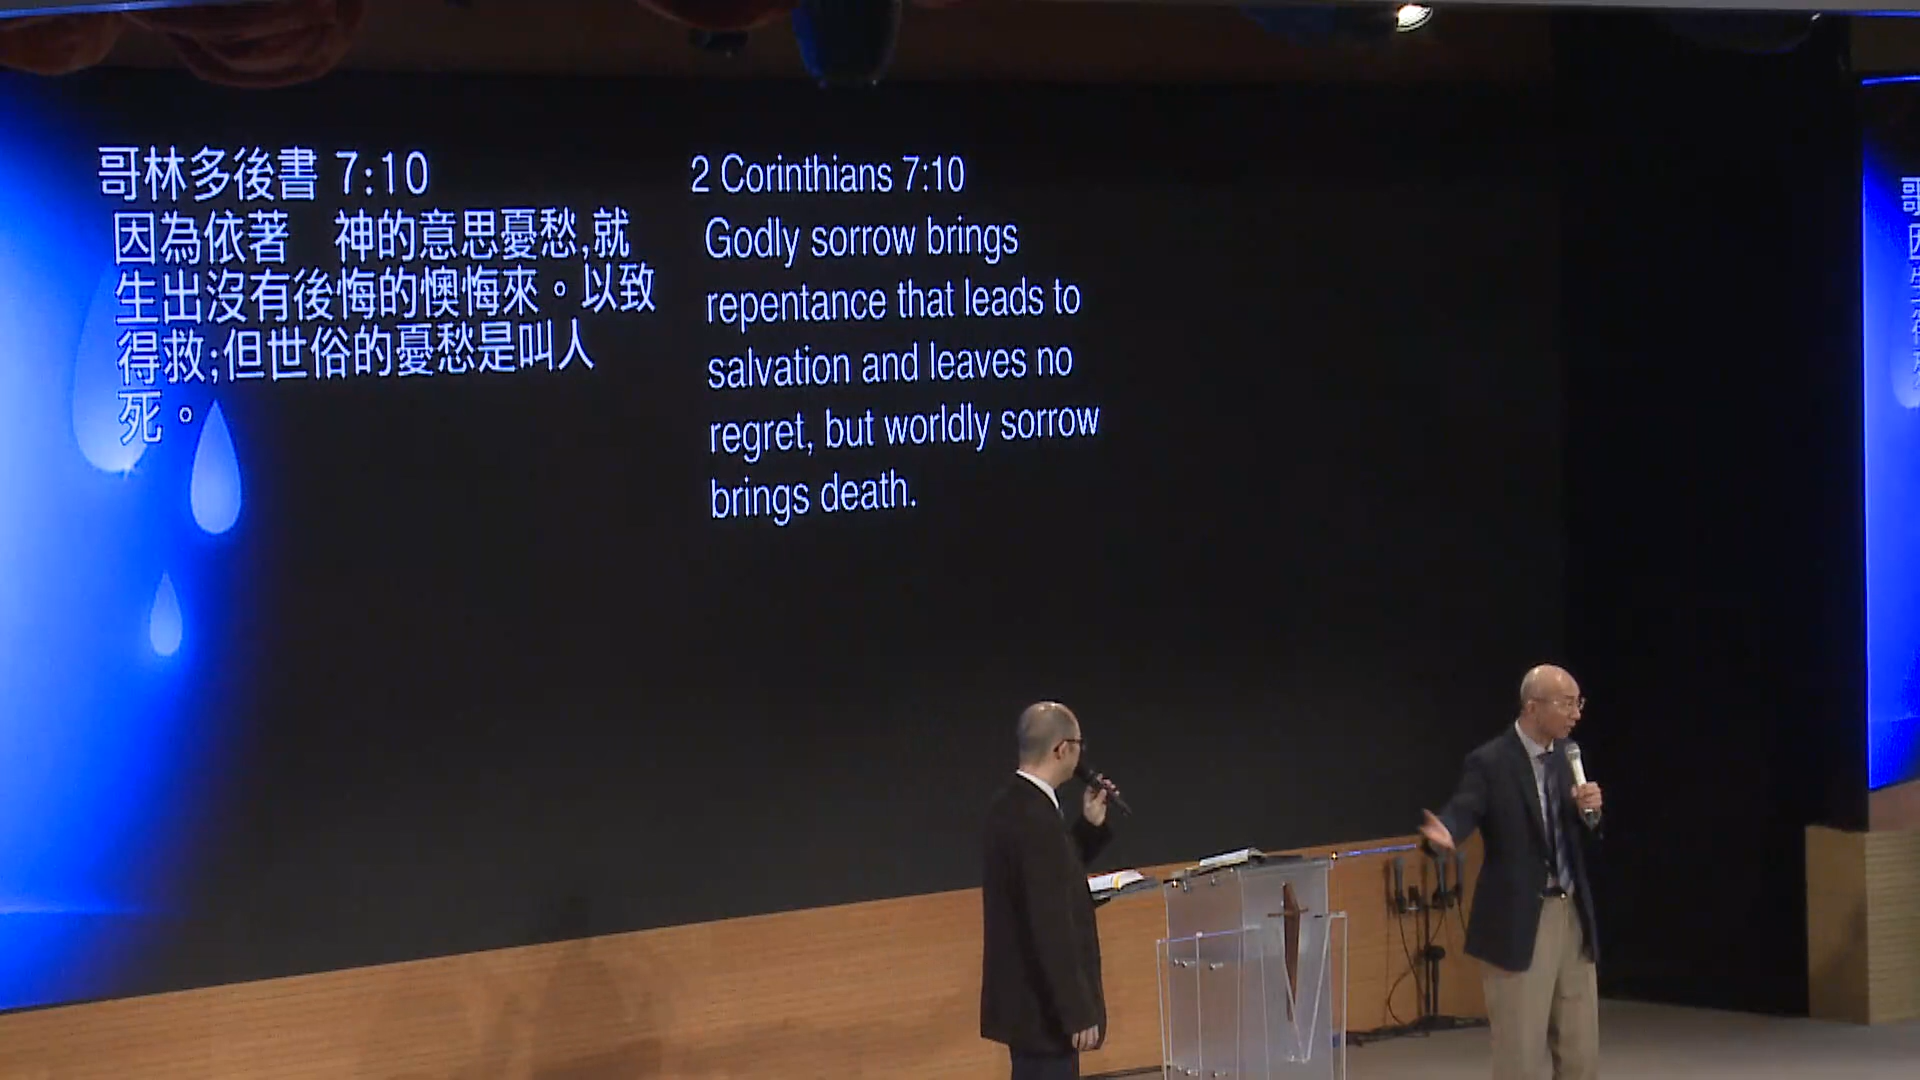 哥林多後書 7:10
因為依著　神的意思憂愁,就
生出沒有後悔的懊悔來。以致
得救;但世俗的憂愁是叫人
死。
2 Corinthians 7:10
Godly sorrow brings
repentance that leads to
salvation and leaves no
regret, but worldly sorrow
brings death.